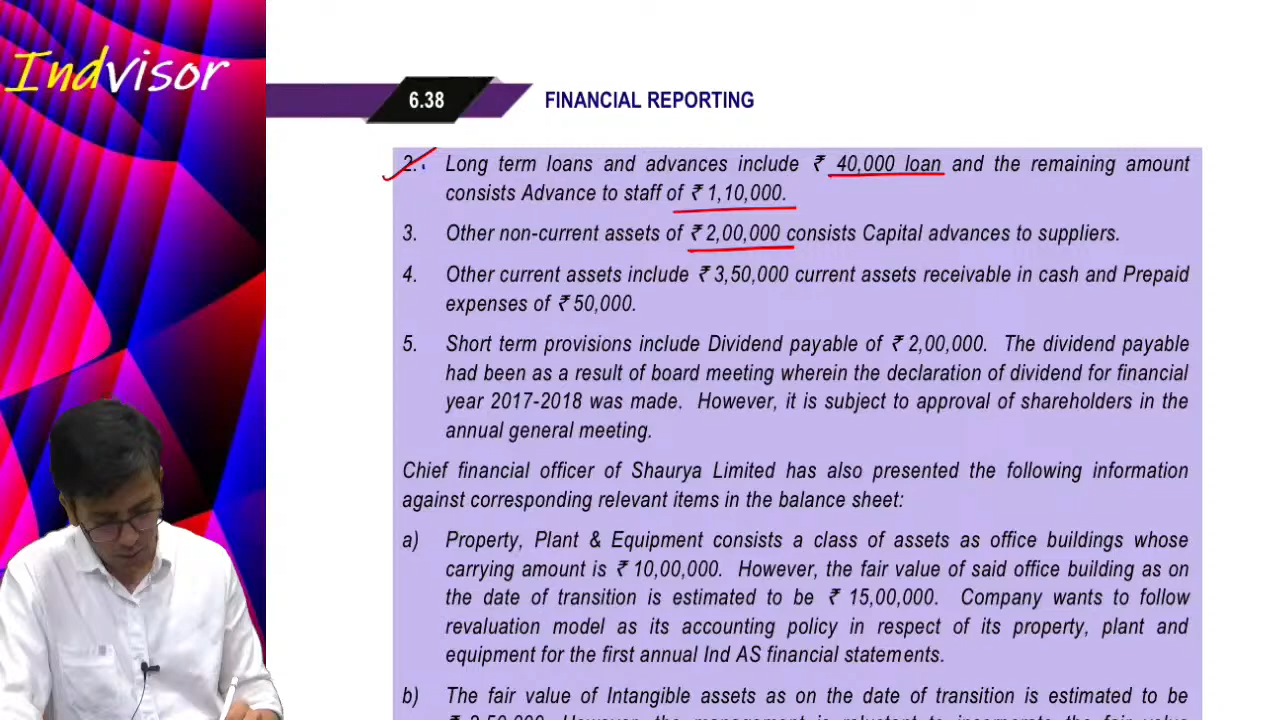 Indvisor
6.38 FINANCIAL REPORTING
2. Long term loans and advances include ₹ 40,000 loan and the remaining amount
consists Advance to staff of ₹ 1,10,000.
3. Other non-current assets of ₹ 2,00,000 consists Capital advances to suppliers.
4. Other current assets include ₹ 3,50,000 current assets receivable in cash and Prepaid
expenses of ₹ 50,000.
5. Short term provisions include Dividend payable of ₹ 2,00,000. The dividend payable
had been as a result of board meeting wherein the declaration of dividend for financial
year 2017-2018 was made. However, it is subject to approval of shareholders in the
annual general meeting.
Chief financial officer of Shaurya Limited has also presented the following information
against corresponding relevant items in the balance sheet:
a) Property, Plant & Equipment consists a class of assets as office buildings whose
carrying amount is ₹ 10,00,000. However, the fair value of said office building as on
the date of transition is estimated to be ₹ 15,00,000. Company wants to follow
revaluation model as its accounting policy in respect of its property, plant and
equipment for the first annual Ind AS financial statements.
b) The fair value of Intangible assets as on the date of transition is estimated to be